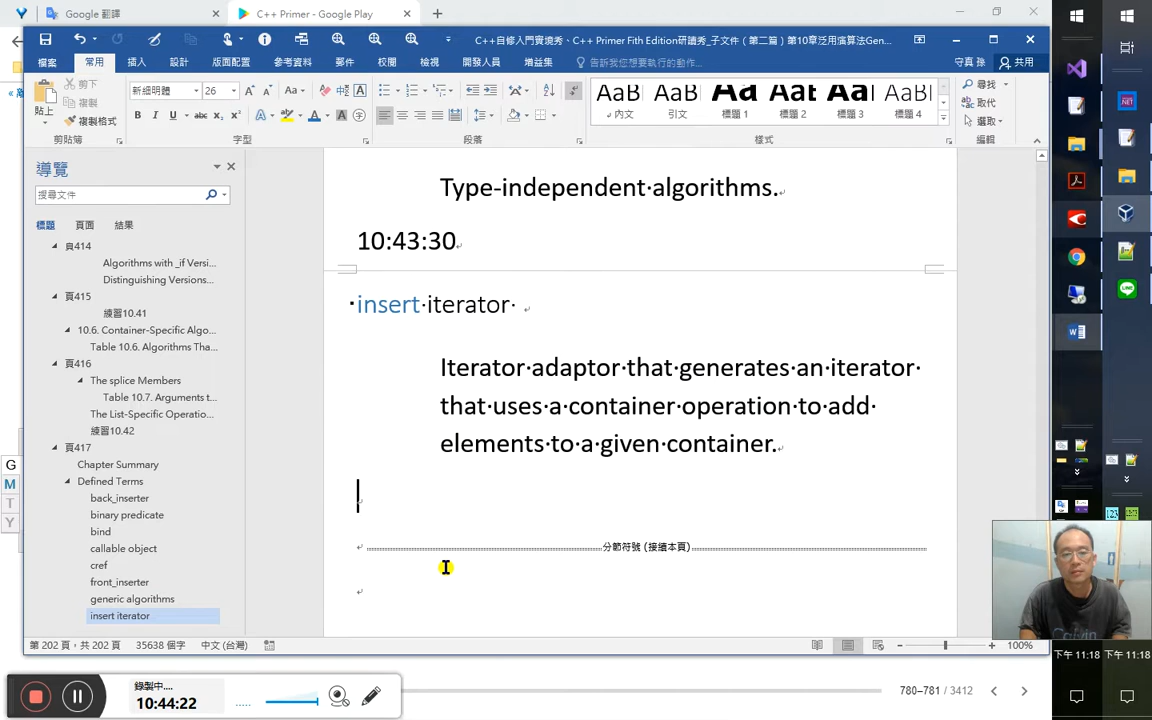 Google 翻譯
C++ Primer - Google Play
C++自修入門實境秀、C++ Primer Fith Edition研讀秀_子文件（第二篇）第10章泛用演算法Gen...
檔案
常用
插入
設計
版面配置
參考資料
郵件
校閱
檢視
開發人員
增益集
告訴我您想要執行的動作...
守真 孫
共用
貼上
剪下
複製
複製格式
剪貼簿
新細明體
26
字型
段落
AaB
內文
AaB
引文
Aa
標題 1
Aab
標題 2
Aal
標題 3
AaB(
標題 4
樣式
尋找
取代
選取
編輯
導覽
搜尋文件
標題
頁面
結果
頁414
Algorithms with _if Versi...
Distinguishing Versions...
頁415
練習10.41
10.6. Container-Specific Algo...
Table 10.6. Algorithms Tha...
頁416
The splice Members
Table 10.7. Arguments t...
The List-Specific Operatio...
練習10.42
頁417
Chapter Summary
Defined Terms
back_inserter
binary predicate
bind
callable object
cref
front_inserter
generic algorithms
insert iterator
Type-independent algorithms.
10:43:30
insert iterator
Iterator adaptor that generates an iterator
that uses a container operation to add
elements to a given container.
分節符號 (接續本頁)
第 202 頁，共 202 頁
35638 個字
中文 (台灣)
100%
G
M
T
Y
錄製中....
10:44:22
780–781 / 3412
下午 11:18
下午 11:18